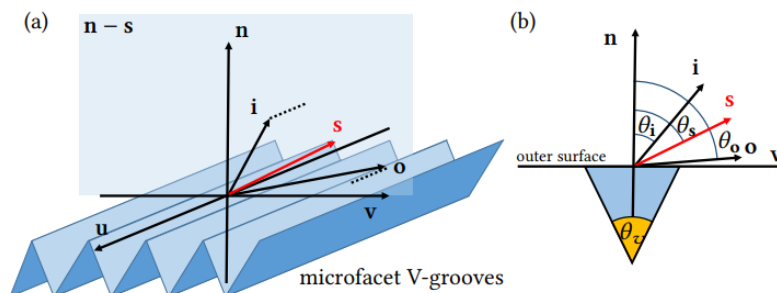 (a)
n − s
n
i
s
o
v
u
microfacet V-grooves
(b)
n
i
s
θi
θs
θo
o
v
outer surface
θv